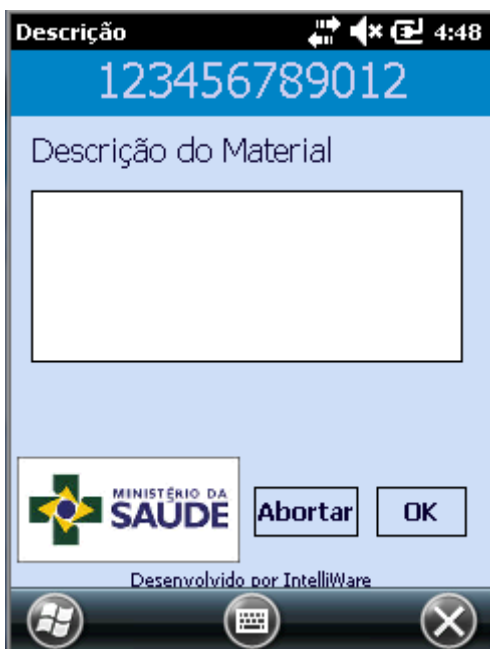 Descrição 4:48
123456789012
Descrição do Material
MINISTÉRIO DA
SAÚDE
Abortar OK
Desenvolvido por IntelliWare